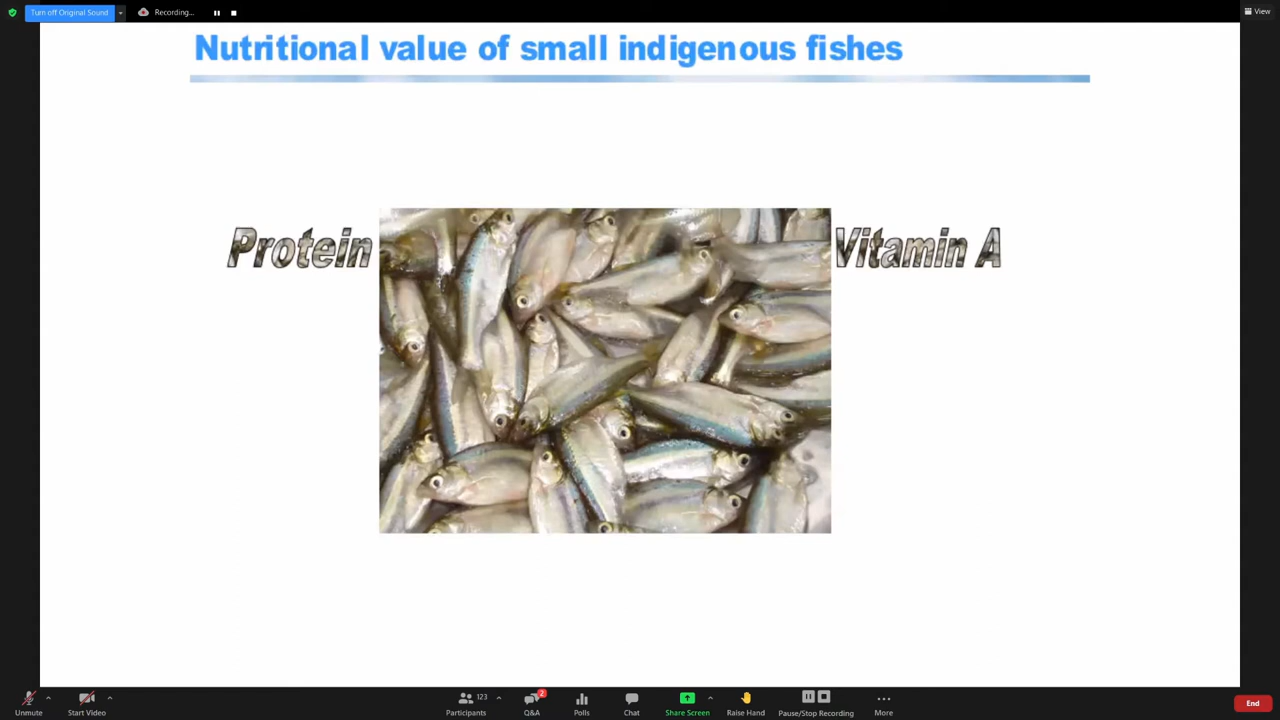 Turn off Original Sound
Recording...
View
Nutritional value of small indigenous fishes
Protein
Vitamin A
Unmute
Start Video
Participants
123
Q&A
2
Polls
Chat
Share Screen
Raise Hand
Pause/Stop Recording
More
End